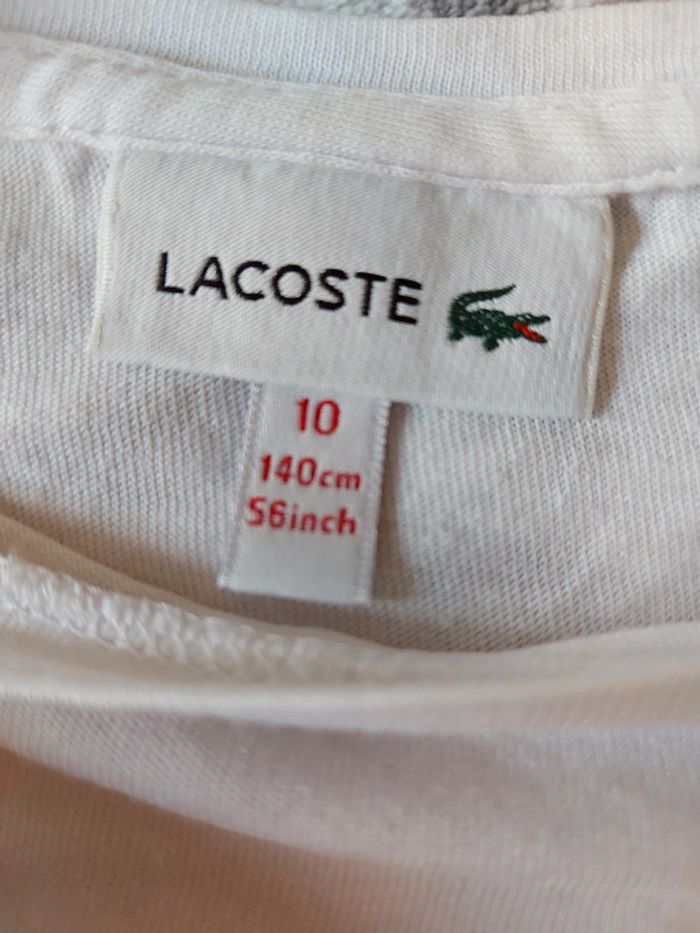 LACOSTE
10
140cm
56inch